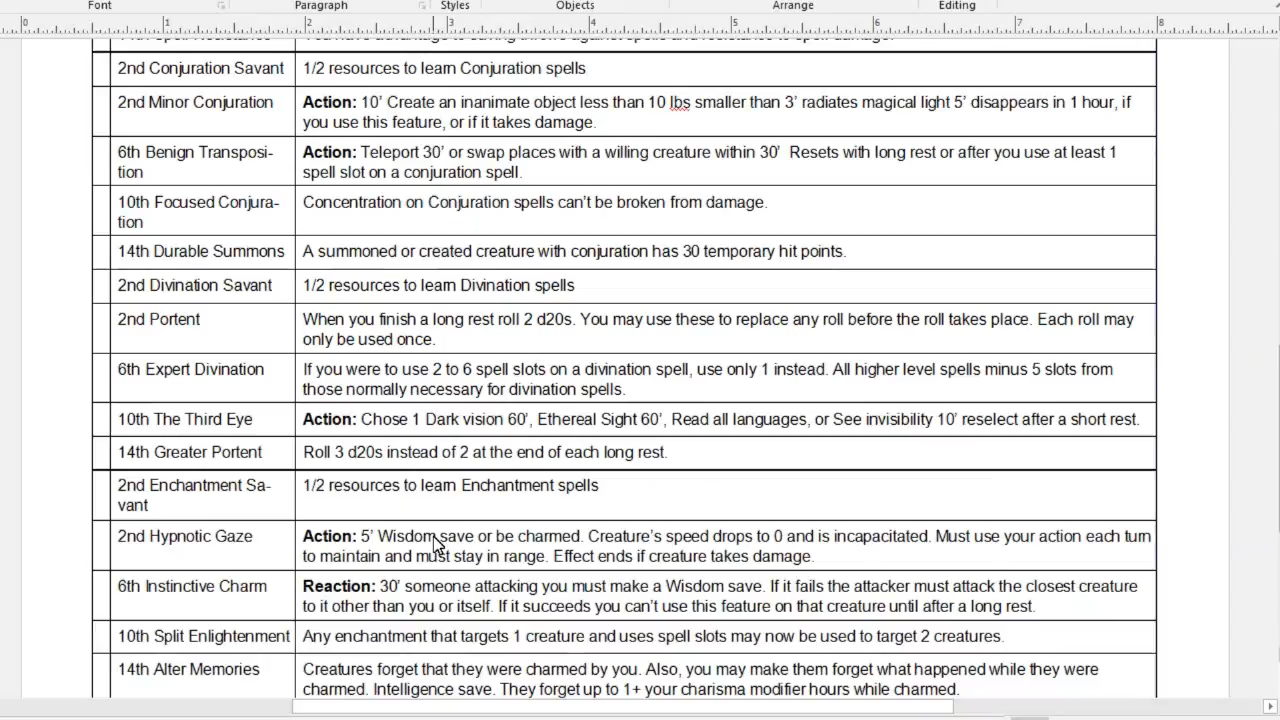 Font Paragraph Styles Objects Arrange Editing
0 1 2 3 4 5 6 7 8
2nd Conjuration Savant 1/2 resources to learn Conjuration spells
2nd Minor Conjuration Action: 10’ Create an inanimate object less than 10 lbs smaller than 3’ radiates magical light 5’ disappears in 1 hour, if
you use this feature, or if it takes damage.
6th Benign Transposi- Action: Teleport 30’ or swap places with a willing creature within 30’  Resets with long rest or after you use at least 1
tion spell slot on a conjuration spell.
10th Focused Conjura- Concentration on Conjuration spells can’t be broken from damage.
tion
14th Durable Summons A summoned or created creature with conjuration has 30 temporary hit points.
2nd Divination Savant 1/2 resources to learn Divination spells
2nd Portent When you finish a long rest roll 2 d20s. You may use these to replace any roll before the roll takes place. Each roll may
only be used once.
6th Expert Divination If you were to use 2 to 6 spell slots on a divination spell, use only 1 instead. All higher level spells minus 5 slots from
those normally necessary for divination spells.
10th The Third Eye Action: Chose 1 Dark vision 60’, Ethereal Sight 60’, Read all languages, or See invisibility 10’ reselect after a short rest.
14th Greater Portent Roll 3 d20s instead of 2 at the end of each long rest.
2nd Enchantment Sa- 1/2 resources to learn Enchantment spells
vant
2nd Hypnotic Gaze Action: 5’ Wisdom save or be charmed. Creature’s speed drops to 0 and is incapacitated. Must use your action each turn
to maintain and must stay in range. Effect ends if creature takes damage.
6th Instinctive Charm Reaction: 30’ someone attacking you must make a Wisdom save. If it fails the attacker must attack the closest creature
to it other than you or itself. If it succeeds you can’t use this feature on that creature until after a long rest.
10th Split Enlightenment Any enchantment that targets 1 creature and uses spell slots may now be used to target 2 creatures.
14th Alter Memories Creatures forget that they were charmed by you. Also, you may make them forget what happened while they were
charmed. Intelligence save. They forget up to 1+ your charisma modifier hours while charmed.